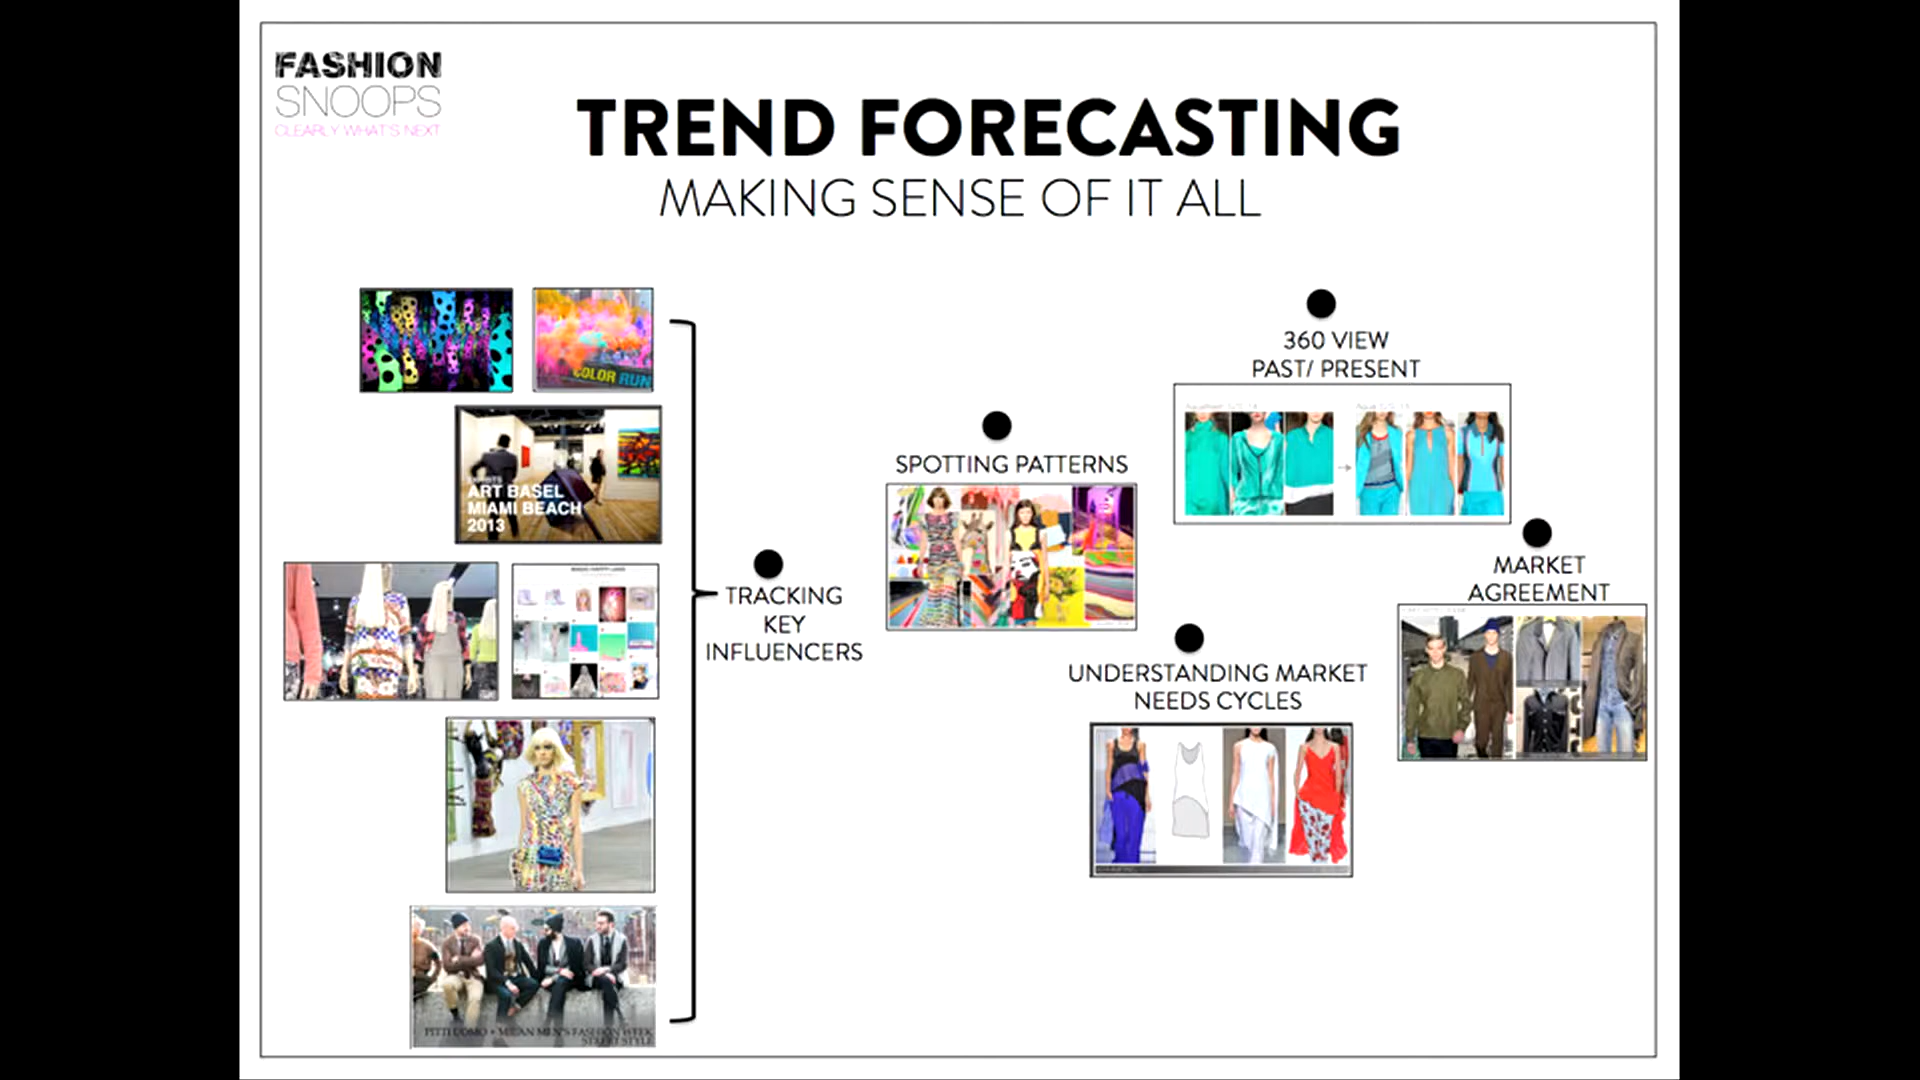 FASHION
SNOOPS
CLEARLY WHAT'S NEXT
TREND FORECASTING
MAKING SENSE OF IT ALL
COLOR RUN
ART BASEL
MIAMI BEACH
2013
PITTI UOMO + MILAN MEN'S FASHION WEEK
STREET STYLE
TRACKING
KEY
INFLUENCERS
SPOTTING PATTERNS
360 VIEW
PAST/ PRESENT
UNDERSTANDING MARKET
NEEDS CYCLES
MARKET
AGREEMENT